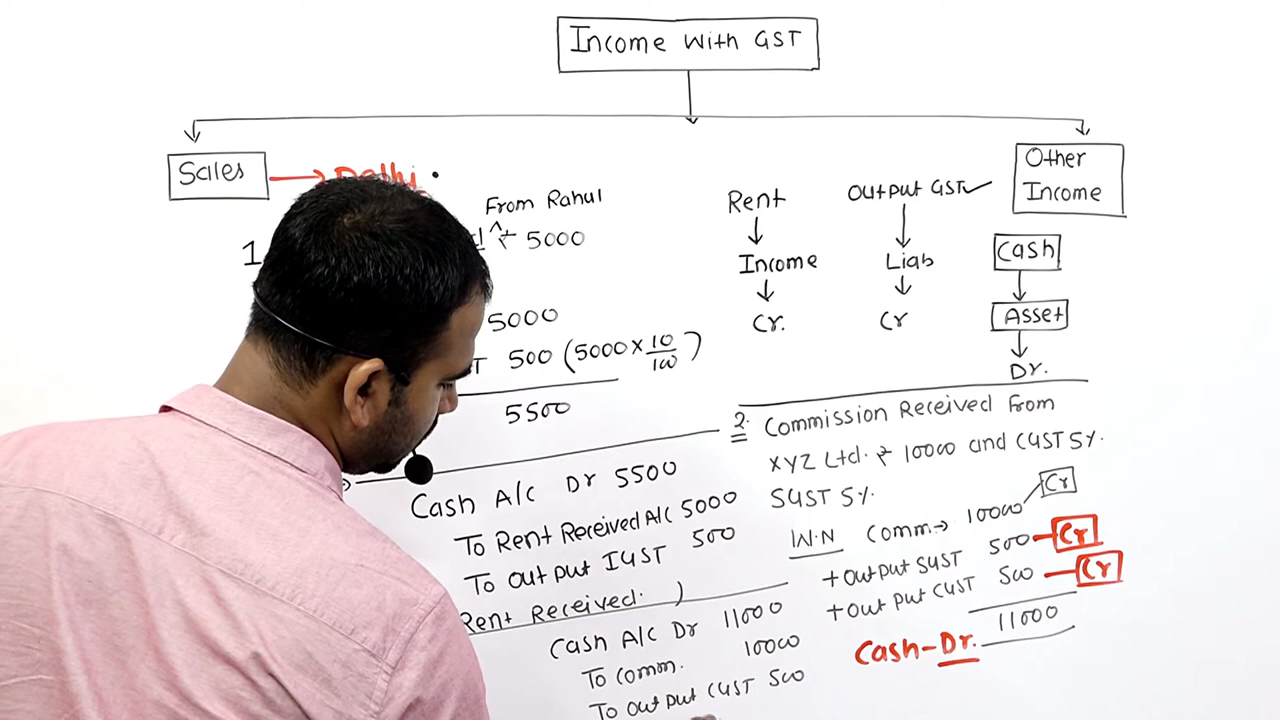 Income With GST
Sales
Delhi
Other
Income
From Rahul
1
₹ 5000
5000
500 (5000 × 10/100)
5500
Rent
Income
Cr.
Output GST
Liab
Cr
Cash
Asset
Dr.
Cash A/c Dr 5500
To Rent Received A/c 5000
To Output IGST 500
Rent Received. )
2. Commission Received From
XYZ Ltd. ₹ 10000 and CGST 5%.
SGST 5%.
W.N Comm→ 10000 Cr
+ Output SGST 500 Cr
+ Output CGST 500 Cr
11000
Cash-Dr.
Cash A/c Dr 11000
To Comm. 10000
To Output CGST 500